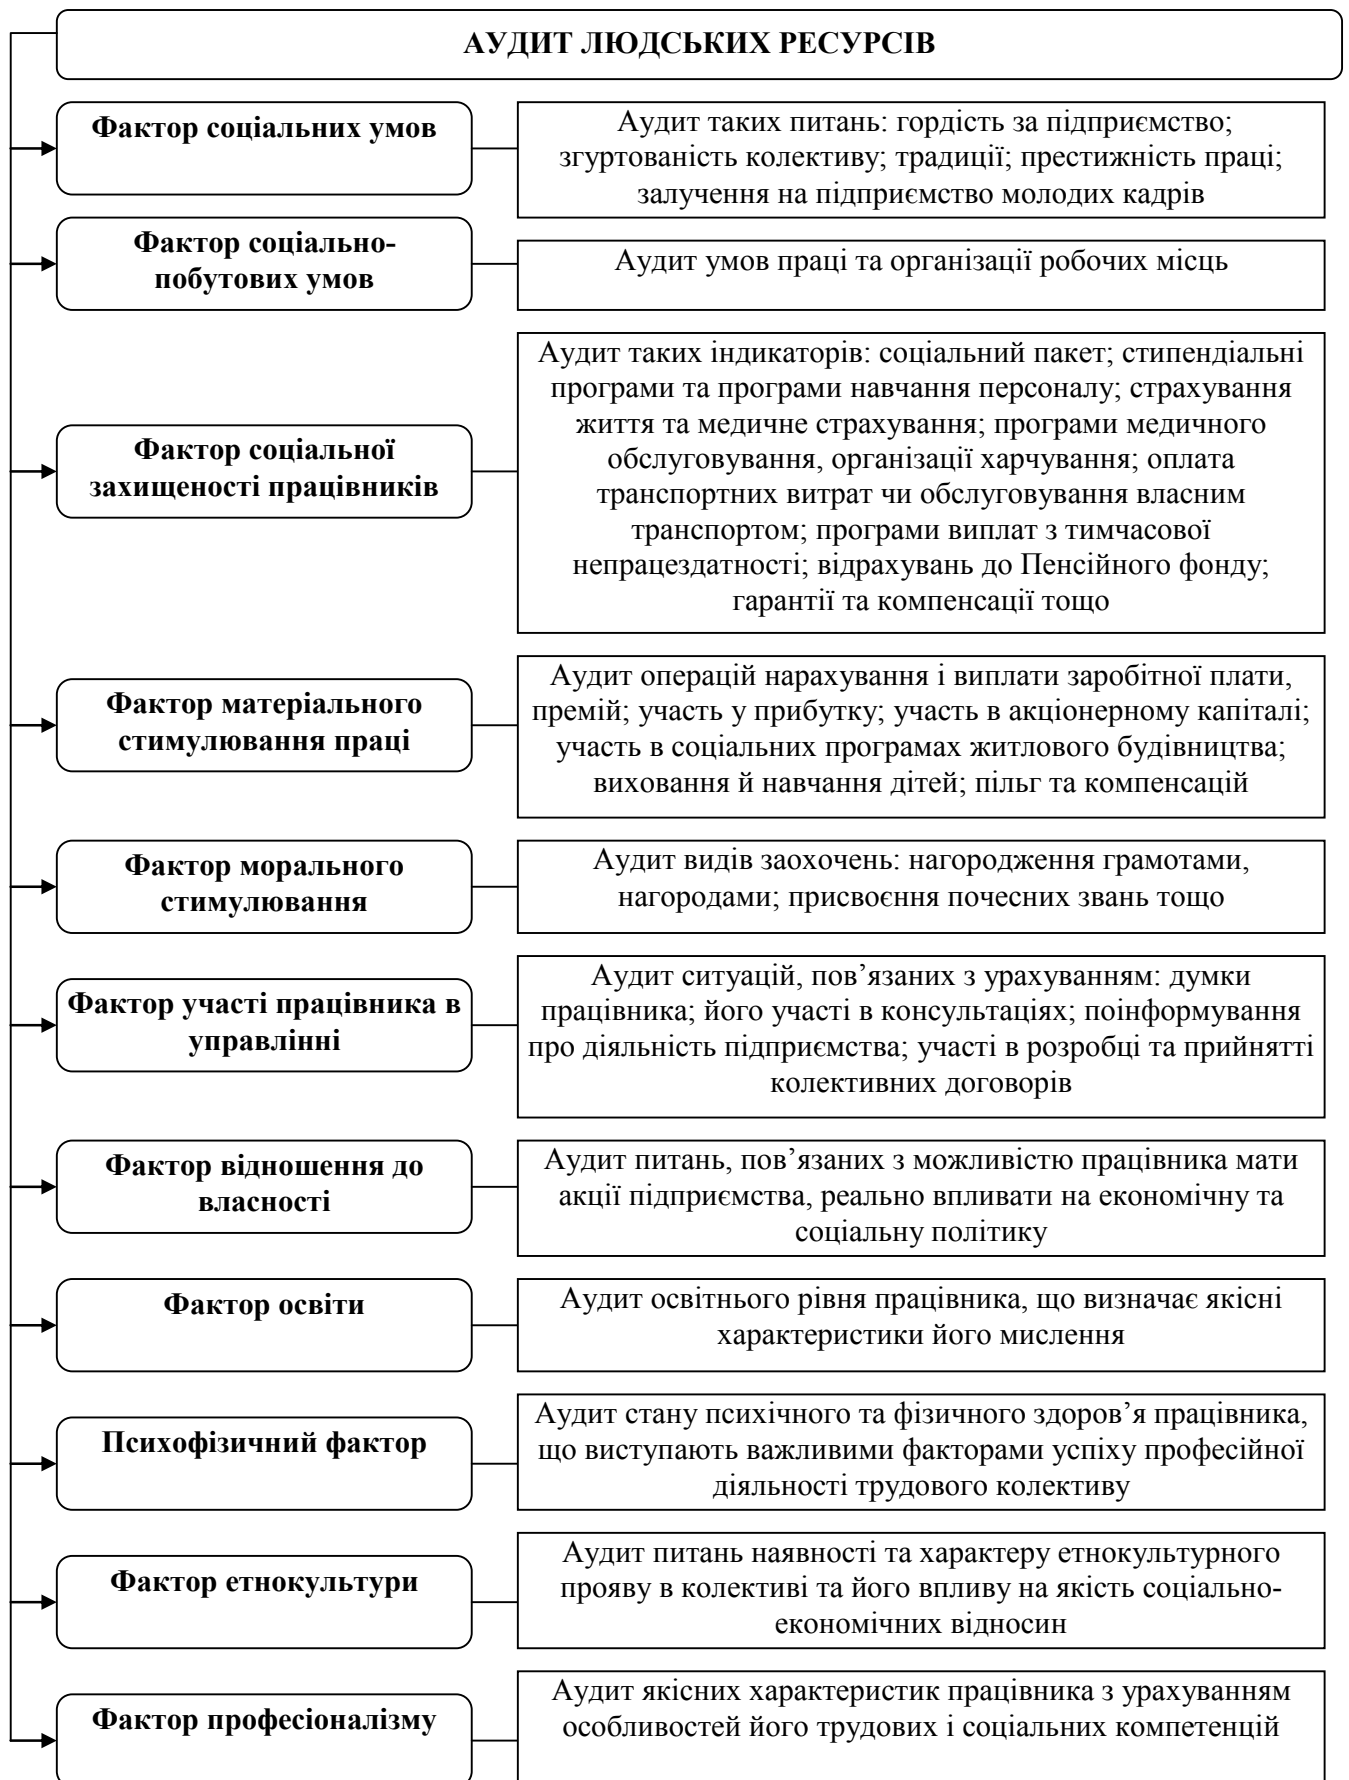 АУДИТ ЛЮДСЬКИХ РЕСУРСІВ
Фактор соціальних умов
Аудит таких питань: гордість за підприємство;
згуртованість колективу; традиції; престижність праці;
залучення на підприємство молодих кадрів
Фактор соціально-
побутових умов
Аудит умов праці та організації робочих місць
Фактор соціальної
захищеності працівників
Аудит таких індикаторів: соціальний пакет; стипендіальні
програми та програми навчання персоналу; страхування
життя та медичне страхування; програми медичного
обслуговування, організації харчування; оплата
транспортних витрат чи обслуговування власним
транспортом; програми виплат з тимчасової
непрацездатності; відрахувань до Пенсійного фонду;
гарантії та компенсації тощо
Фактор матеріального
стимулювання праці
Аудит операцій нарахування і виплати заробітної плати,
премій; участь у прибутку; участь в акціонерному капіталі;
участь в соціальних програмах житлового будівництва;
виховання й навчання дітей; пільг та компенсацій
Фактор морального
стимулювання
Аудит видів заохочень: нагородження грамотами,
нагородами; присвоєння почесних звань тощо
Фактор участі працівника в
управлінні
Аудит ситуацій, пов’язаних з урахуванням: думки
працівника; його участі в консультаціях; поінформування
про діяльність підприємства; участі в розробці та прийнятті
колективних договорів
Фактор відношення до
власності
Аудит питань, пов’язаних з можливістю працівника мати
акції підприємства, реально впливати на економічну та
соціальну політику
Фактор освіти
Аудит освітнього рівня працівника, що визначає якісні
характеристики його мислення
Психофізичний фактор
Аудит стану психічного та фізичного здоров’я працівника,
що виступають важливими факторами успіху професійної
діяльності трудового колективу
Фактор етнокультури
Аудит питань наявності та характеру етнокультурного
прояву в колективі та його впливу на якість соціально-
економічних відносин
Фактор професіоналізму
Аудит якісних характеристик працівника з урахуванням
особливостей його трудових і соціальних компетенцій